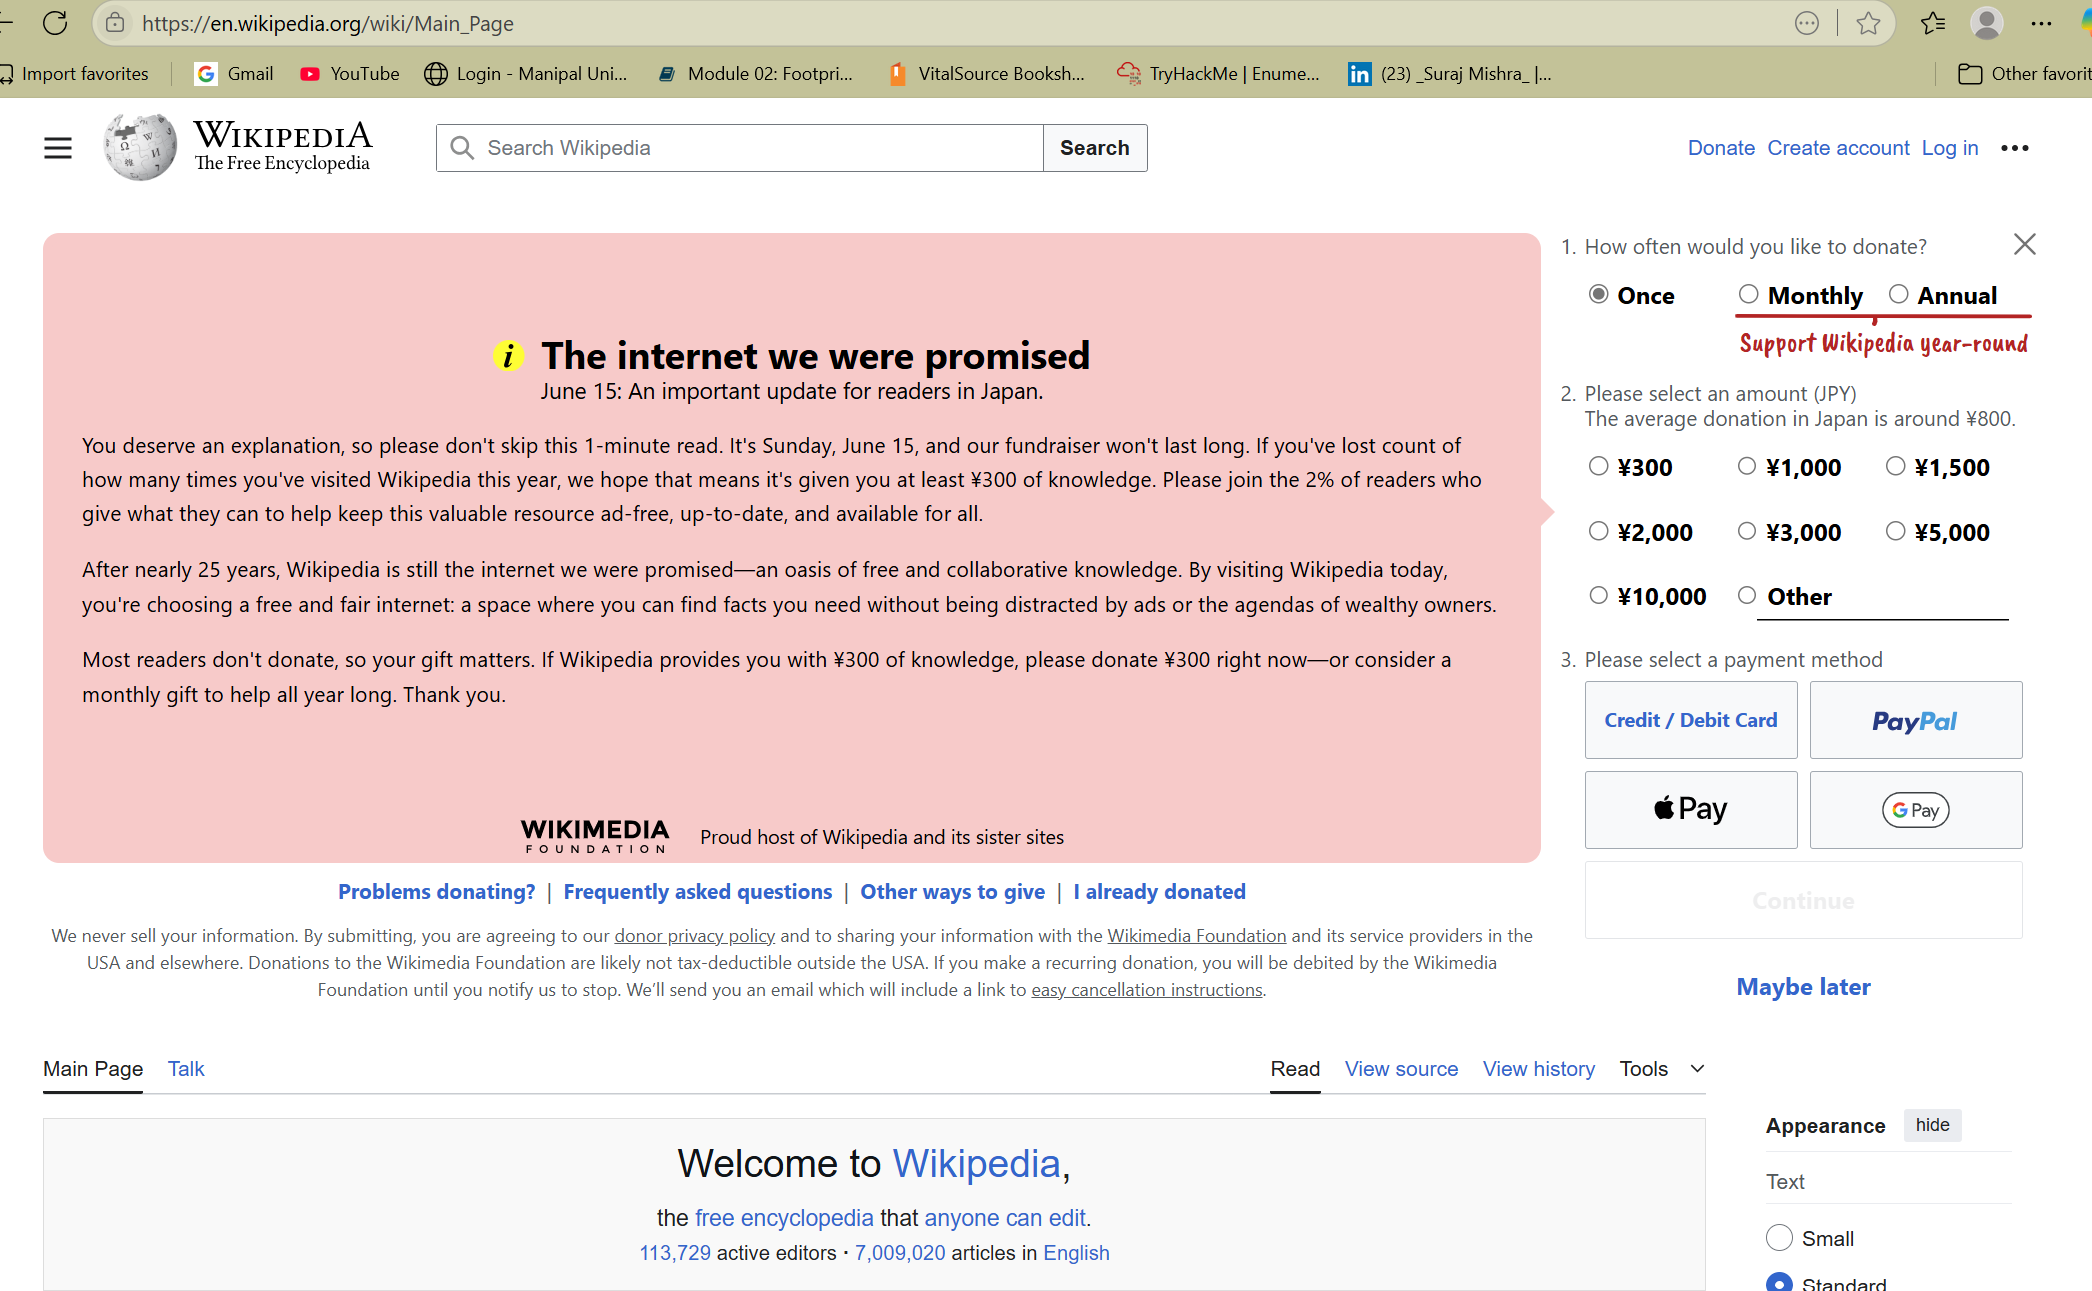 https://en.wikipedia.org/wiki/Main_Page
Import favorites
Gmail
YouTube
Login - Manipal Uni...
Module 02: Footpri...
VitalSource Booksh...
TryHackMe | Enume...
(23) _Suraj Mishra_ |...
Other favorit
WIKIPEDIA
The Free Encyclopedia
Search Wikipedia
Search
Donate Create account Log in
The internet we were promised
June 15: An important update for readers in Japan.
You deserve an explanation, so please don't skip this 1-minute read. It's Sunday, June 15, and our fundraiser won't last long. If you've lost count of
how many times you've visited Wikipedia this year, we hope that means it's given you at least ¥300 of knowledge. Please join the 2% of readers who
give what they can to help keep this valuable resource ad-free, up-to-date, and available for all.
After nearly 25 years, Wikipedia is still the internet we were promised—an oasis of free and collaborative knowledge. By visiting Wikipedia today,
you're choosing a free and fair internet: a space where you can find facts you need without being distracted by ads or the agendas of wealthy owners.
Most readers don't donate, so your gift matters. If Wikipedia provides you with ¥300 of knowledge, please donate ¥300 right now—or consider a
monthly gift to help all year long. Thank you.
WIKIMEDIA
FOUNDATION
Proud host of Wikipedia and its sister sites
Problems donating? | Frequently asked questions | Other ways to give | I already donated
We never sell your information. By submitting, you are agreeing to our donor privacy policy and to sharing your information with the Wikimedia Foundation and its service providers in the
USA and elsewhere. Donations to the Wikimedia Foundation are likely not tax-deductible outside the USA. If you make a recurring donation, you will be debited by the Wikimedia
Foundation until you notify us to stop. We'll send you an email which will include a link to easy cancellation instructions.
1. How often would you like to donate?
Once Monthly Annual
Support Wikipedia year-round
2. Please select an amount (JPY)
The average donation in Japan is around ¥800.
¥300 ¥1,000 ¥1,500
¥2,000 ¥3,000 ¥5,000
¥10,000 Other
3. Please select a payment method
Credit / Debit Card
PayPal
Pay
G Pay
Continue
Maybe later
Main Page Talk
Read View source View history Tools
Welcome to Wikipedia,
the free encyclopedia that anyone can edit.
113,729 active editors · 7,009,020 articles in English
Appearance hide
Text
Small
Standard